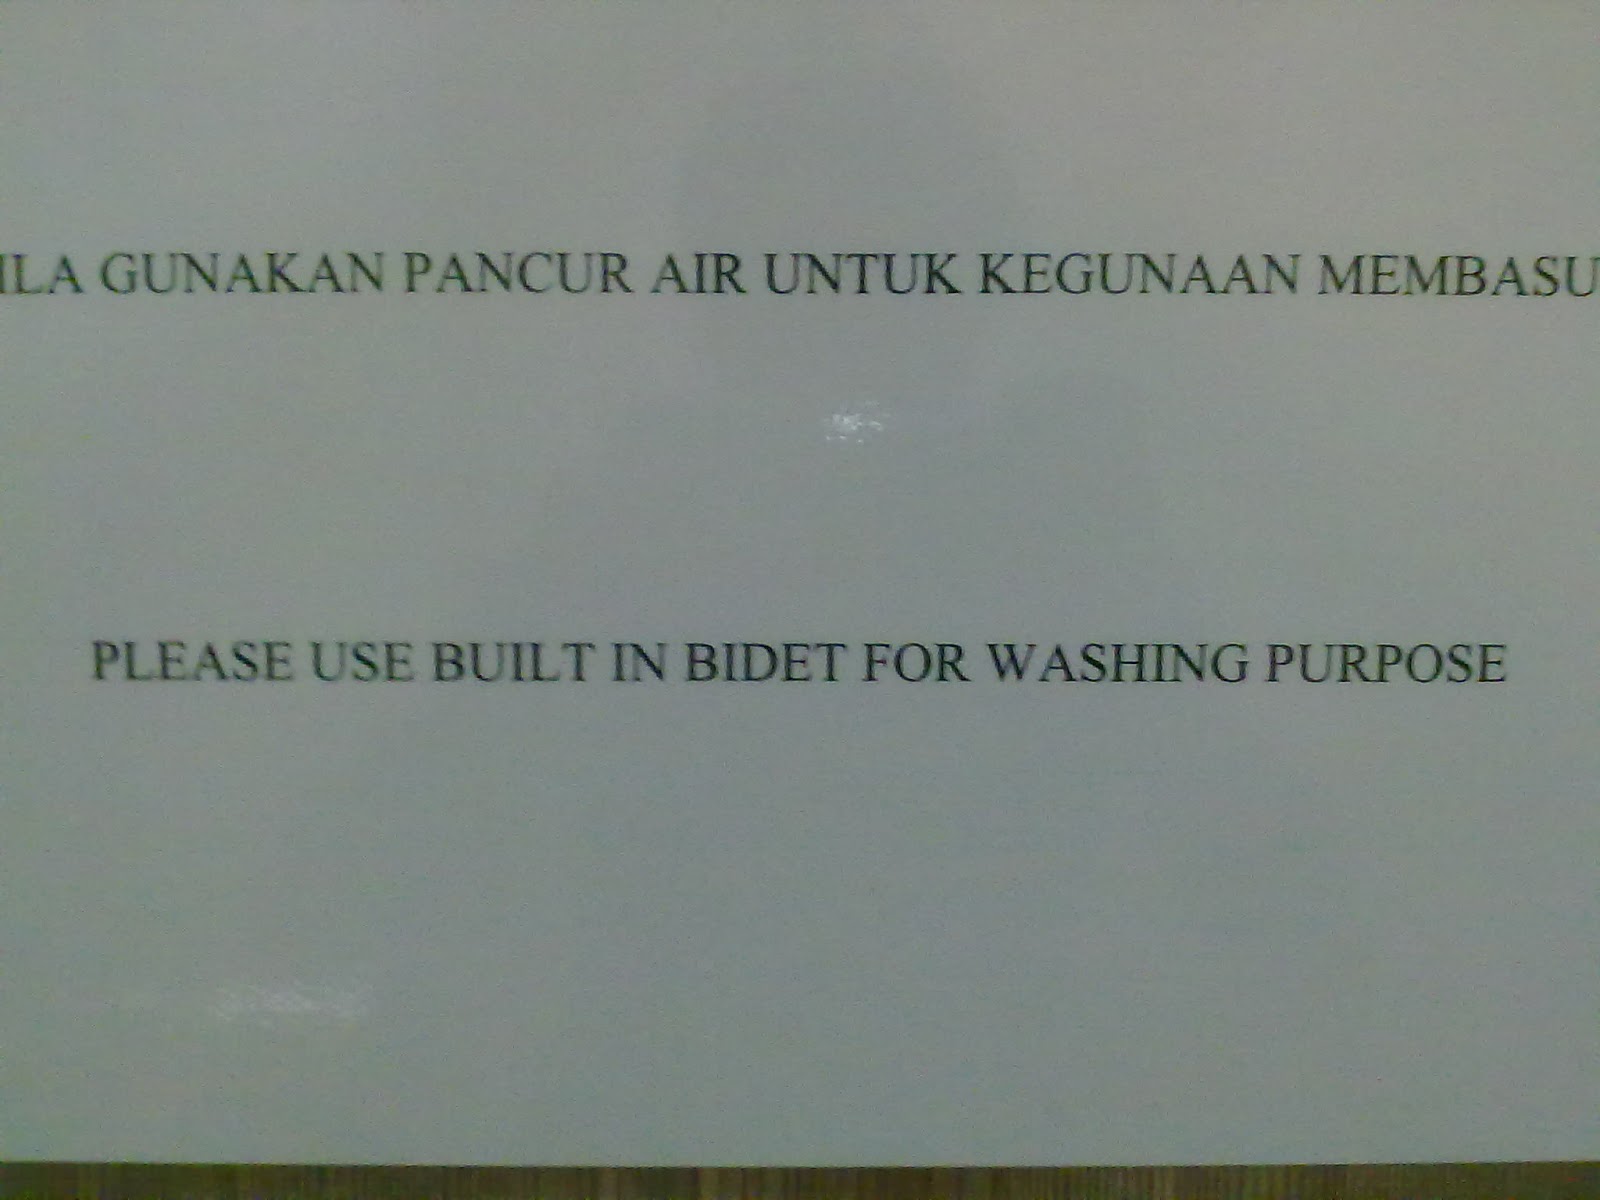 ILA GUNAKAN PANCUR AIR UNTUK KEGUNAAN MEMBASU
PLEASE USE BUILT IN BIDET FOR WASHING PURPOSE